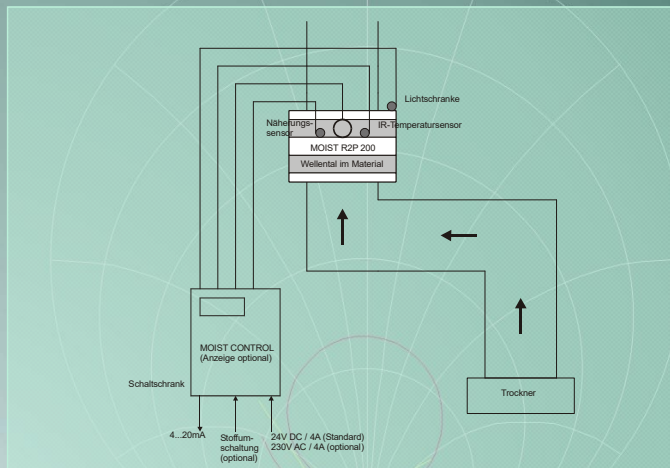 Lichtschranke
Näherungs-
sensor
IR-Temperatursensor
MOIST R2P 200
Wellental im Material
MOIST CONTROL
(Anzeige optional)
Schaltschrank
Trockner
4...20mA
Stoffum-
schaltung
(optional)
24V DC / 4A (Standard)
230V AC / 4A (optional)